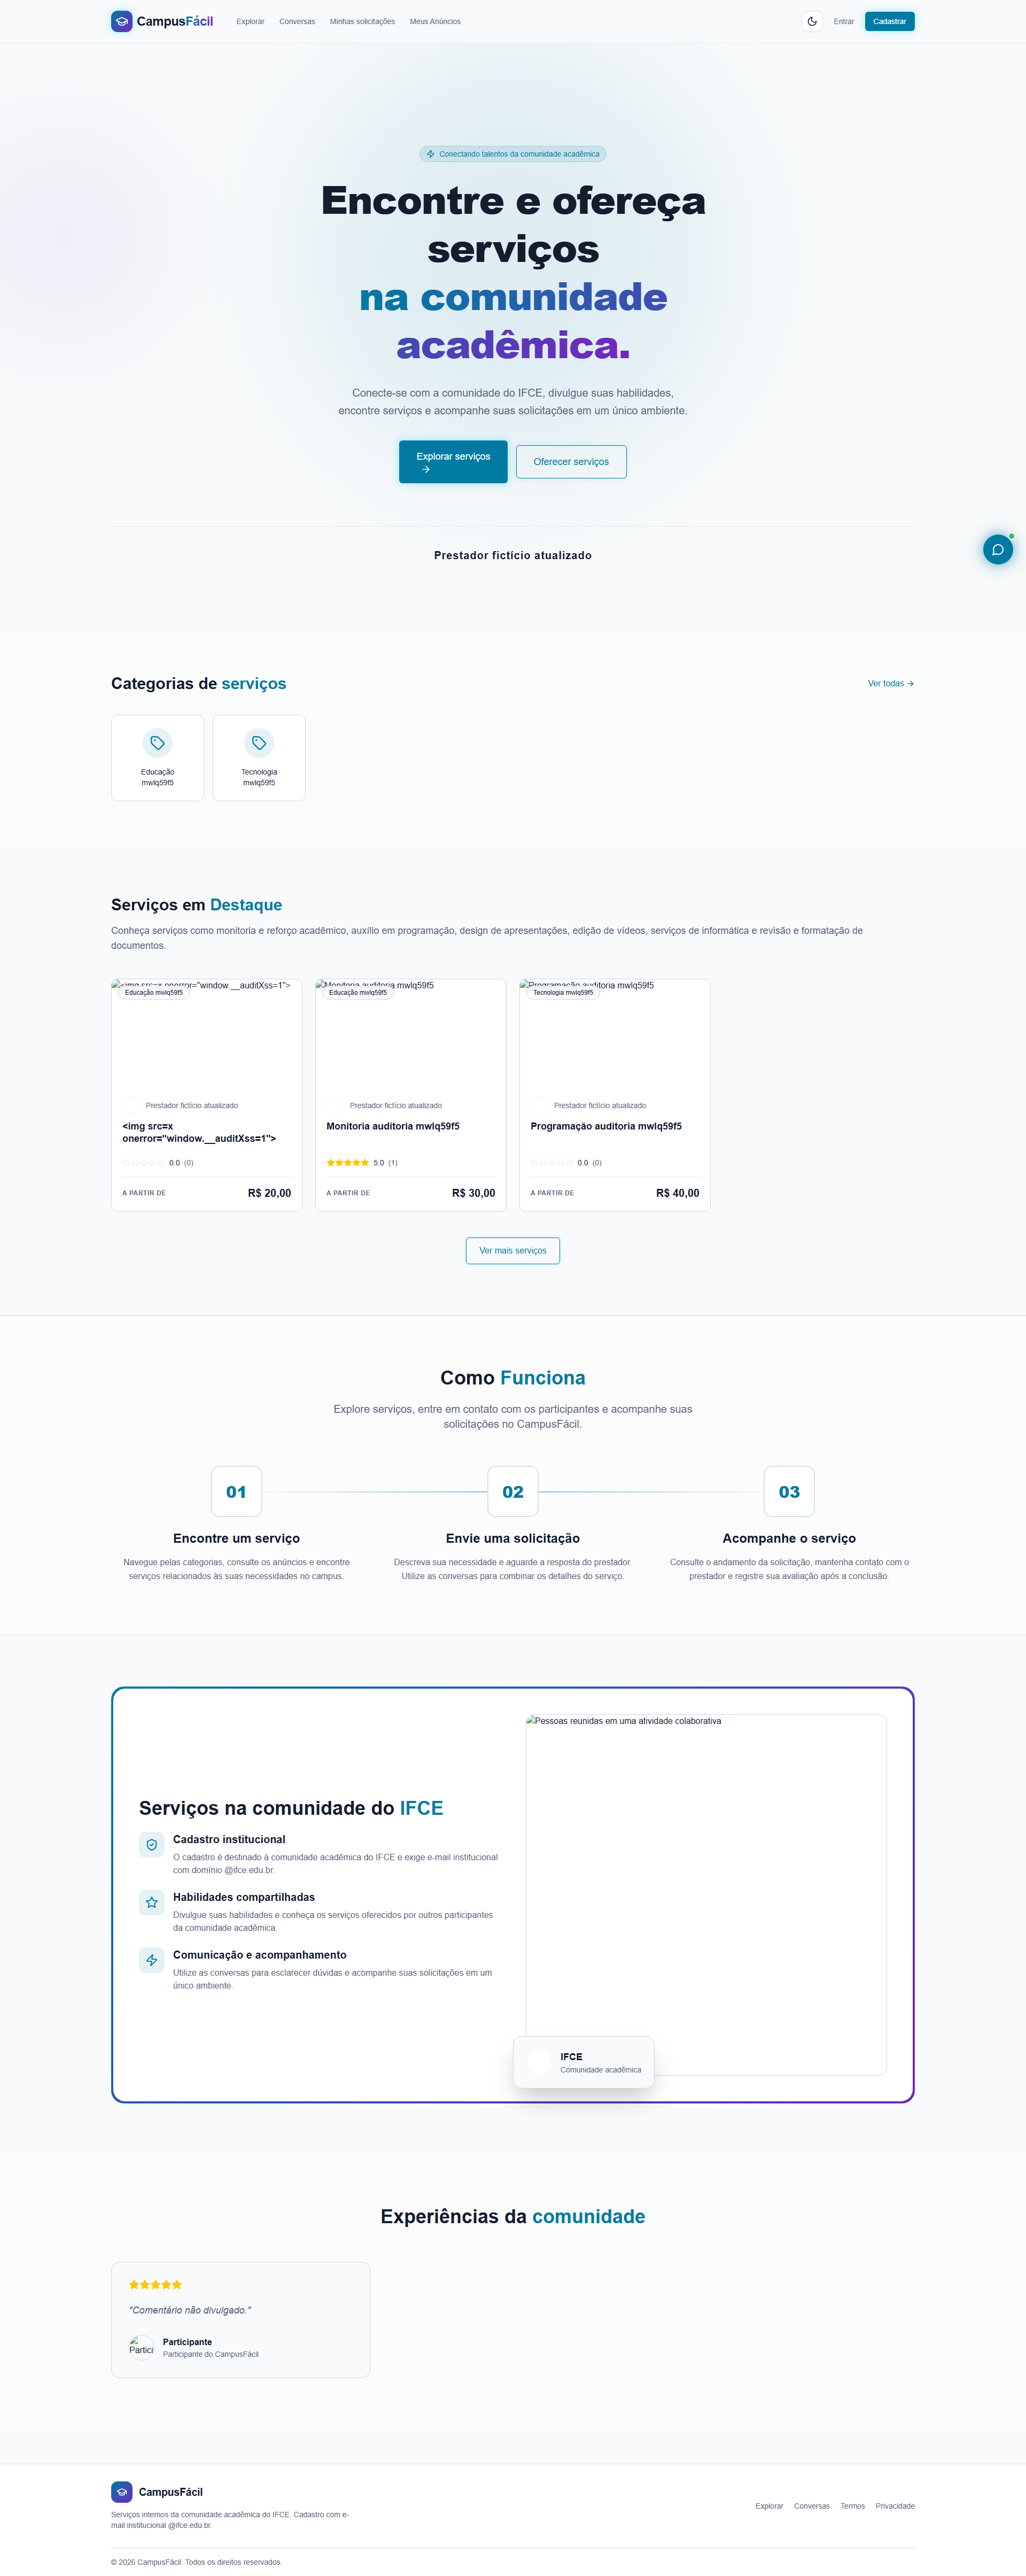 CampusFácil Explorar Conversas Minhas solicitações Meus Anúncios Entrar Cadastrar
Conectando talentos da comunidade acadêmica
Encontre e ofereça
serviços
na comunidade
acadêmica.
Conecte-se com a comunidade do IFCE, divulgue suas habilidades,
encontre serviços e acompanhe suas solicitações em um único ambiente.
Explorar serviços →
Oferecer serviços
Prestador fictício atualizado
Categorias de serviços
Ver todas →
Educação
mwlq59f5
Tecnologia
mwlq59f5
Serviços em Destaque
Conheça serviços como monitoria e reforço acadêmico, auxílio em programação, design de apresentações, edição de vídeos, serviços de informática e revisão e formatação de
documentos.
<img src=x onerror="window.__auditXss=1">
Educação mwlq59f5
Prestador fictício atualizado
<img src=x
onerror="window.__auditXss=1">
0.0 (0)
A PARTIR DE R$ 20,00
Monitoria auditoria mwlq59f5
Educação mwlq59f5
Prestador fictício atualizado
Monitoria auditoria mwlq59f5
5.0 (1)
A PARTIR DE R$ 30,00
Programação auditoria mwlq59f5
Tecnologia mwlq59f5
Prestador fictício atualizado
Programação auditoria mwlq59f5
0.0 (0)
A PARTIR DE R$ 40,00
Ver mais serviços
Como Funciona
Explore serviços, entre em contato com os participantes e acompanhe suas
solicitações no CampusFácil.
01
Encontre um serviço
Navegue pelas categorias, consulte os anúncios e encontre
serviços relacionados às suas necessidades no campus.
02
Envie uma solicitação
Descreva sua necessidade e aguarde a resposta do prestador.
Utilize as conversas para combinar os detalhes do serviço.
03
Acompanhe o serviço
Consulte o andamento da solicitação, mantenha contato com o
prestador e registre sua avaliação após a conclusão.
Serviços na comunidade do IFCE
Cadastro institucional
O cadastro é destinado à comunidade acadêmica do IFCE e exige e-mail institucional
com domínio @ifce.edu.br.
Habilidades compartilhadas
Divulgue suas habilidades e conheça os serviços oferecidos por outros participantes
da comunidade acadêmica.
Comunicação e acompanhamento
Utilize as conversas para esclarecer dúvidas e acompanhe suas solicitações em um
único ambiente.
Pessoas reunidas em uma atividade colaborativa
IFCE
Comunidade acadêmica
Experiências da comunidade
"Comentário não divulgado."
Partici
Participante
Participante do CampusFácil
CampusFácil
Serviços internos da comunidade acadêmica do IFCE. Cadastro com e-
mail institucional @ifce.edu.br.
Explorar Conversas Termos Privacidade
© 2026 CampusFácil. Todos os direitos reservados.